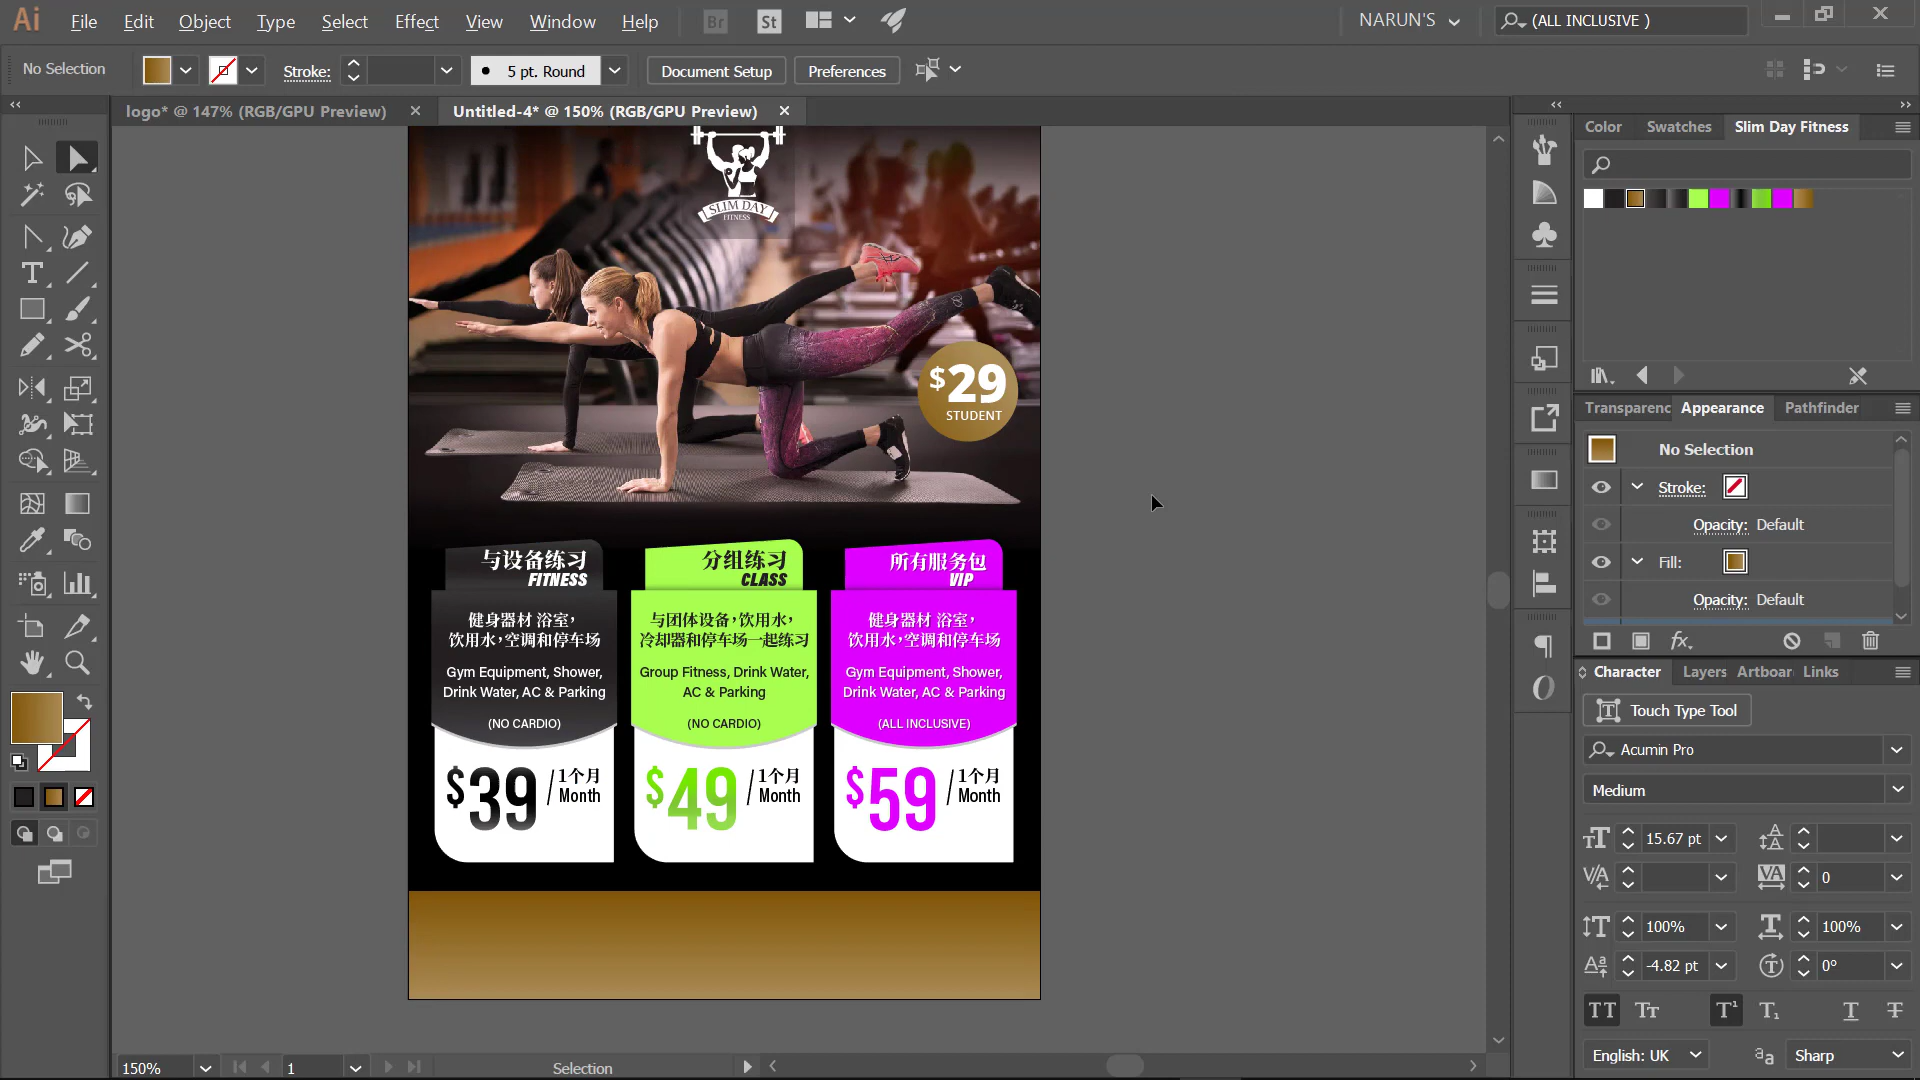 Ai File Edit Object Type Select Effect View Window Help Br St NARUN'S (ALL INCLUSIVE )
No Selection Stroke: 5 pt. Round Document Setup Preferences
logo* @ 147% (RGB/GPU Preview) Untitled-4* @ 150% (RGB/GPU Preview)
SLIM DAY
FITNESS
$29
STUDENT
与设备练习
FITNESS
健身器材 浴室，
饮用水，空调和停车场
Gym Equipment, Shower,
Drink Water, AC & Parking
(NO CARDIO)
$39 / 1个月
Month
分组练习
CLASS
与团体设备，饮用水，
冷却器和停车场一起练习
Group Fitness, Drink Water,
AC & Parking
(NO CARDIO)
$49 / 1个月
Month
所有服务包
VIP
健身器材 浴室，
饮用水，空调和停车场
Gym Equipment, Shower,
Drink Water, AC & Parking
(ALL INCLUSIVE)
$59 / 1个月
Month
Color Swatches Slim Day Fitness
Transparenc Appearance Pathfinder
No Selection
Stroke:
Opacity: Default
Fill:
Opacity: Default
fx
Character Layers Artboar Links
Touch Type Tool
Acumin Pro
Medium
15.67 pt
0
100% 100%
-4.82 pt 0°
English: UK Sharp
150% 1 Selection